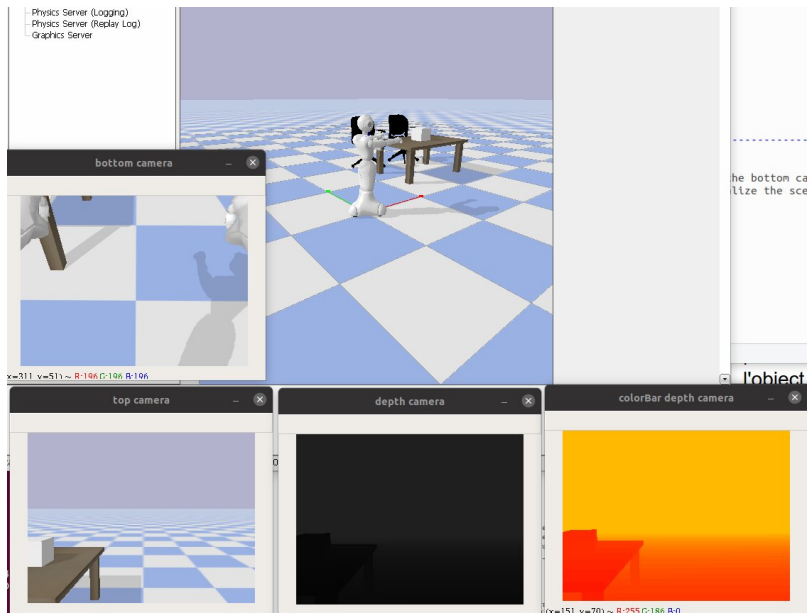 Physics Server (Logging)
Physics Server (Replay Log)
Graphics Server
he bottom ca
lize the sce
bottom camera
(x=311, y=51) ~ R:196 G:196 B:196
l'object
top camera
depth camera
colorBar depth camera
(x=151, y=70) ~ R:255 G:186 B:0